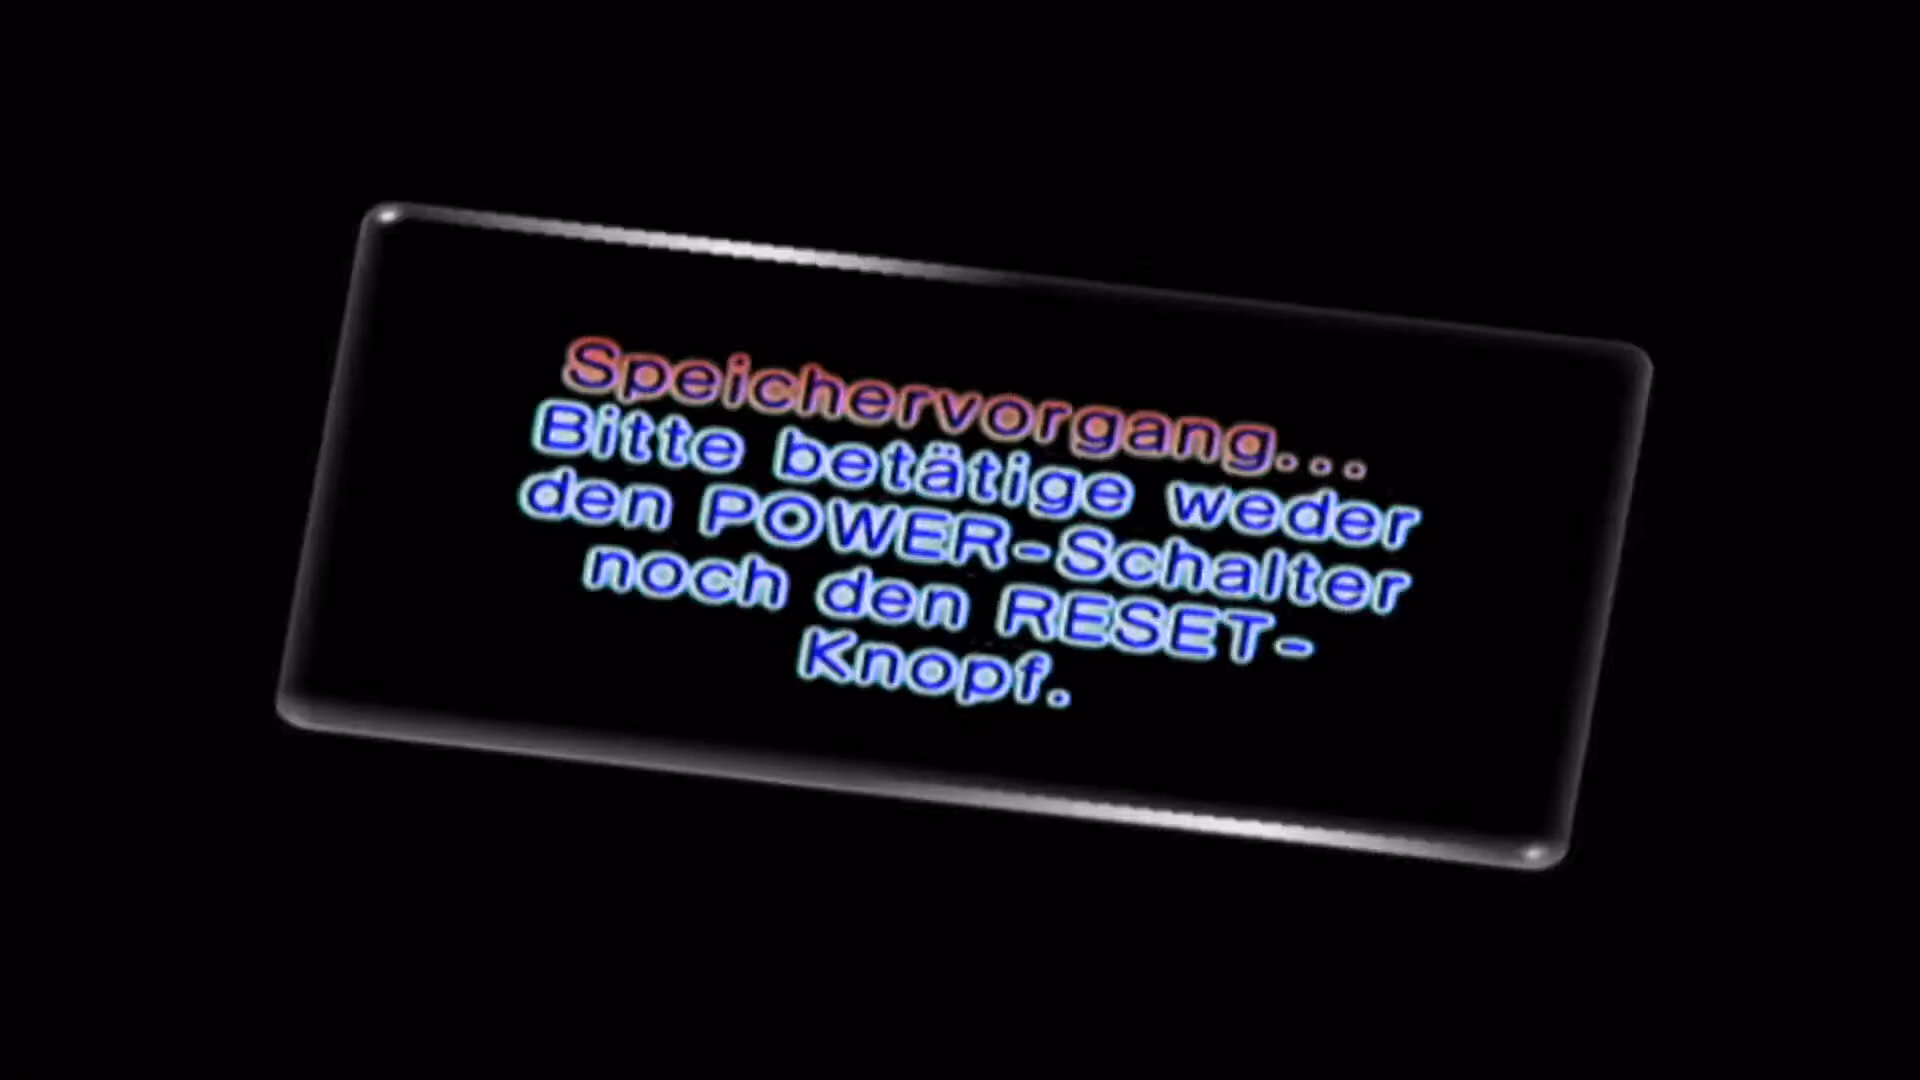 Speichervorgang...
Bitte betätige weder
den POWER-Schalter
noch den RESET-
Knopf.